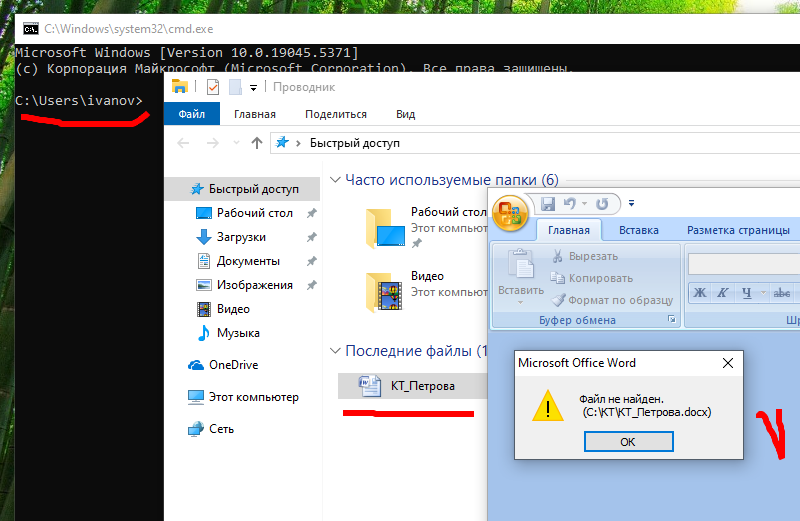 C:\Windows\system32\cmd.exe
Microsoft Windows [Version 10.0.19045.5371]
(c) Корпорация Майкрософт (Microsoft Corporation). Все права защищены.
C:\Users\ivanov>
Проводник
Файл Главная Поделиться Вид
Быстрый доступ
Быстрый доступ
Рабочий стол
Загрузки
Документы
Изображения
Видео
Музыка
OneDrive
Этот компьютер
Сеть
Часто используемые папки (6)
Рабочий стол
Этот компьют
Видео
Этот компьют
Последние файлы (1
КТ_Петрова
Главная Вставка Разметка страницы
Вставить
Вырезать
Копировать
Формат по образцу
Буфер обмена
Ж К Ч abc
Шр
Microsoft Office Word
Файл не найден.
(C:\КТ\КТ_Петрова.docx)
ОК